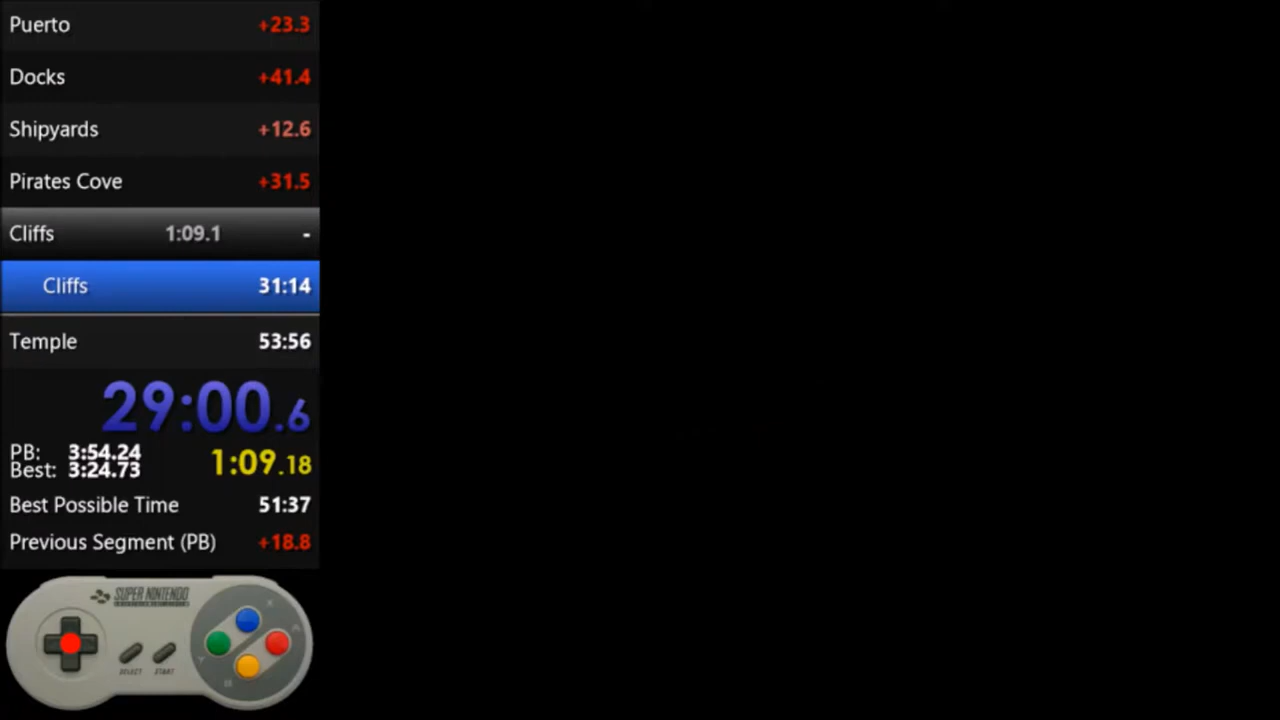 Puerto +23.3
Docks +41.4
Shipyards +12.6
Pirates Cove +31.5
Cliffs 1:09.1 -
Cliffs 31:14
Temple 53:56
29:00.6
PB: 3:54.24
Best: 3:24.73
1:09.18
Best Possible Time 51:37
Previous Segment (PB) +18.8
SUPER NINTENDO
X
Y
A
B
SELECT START